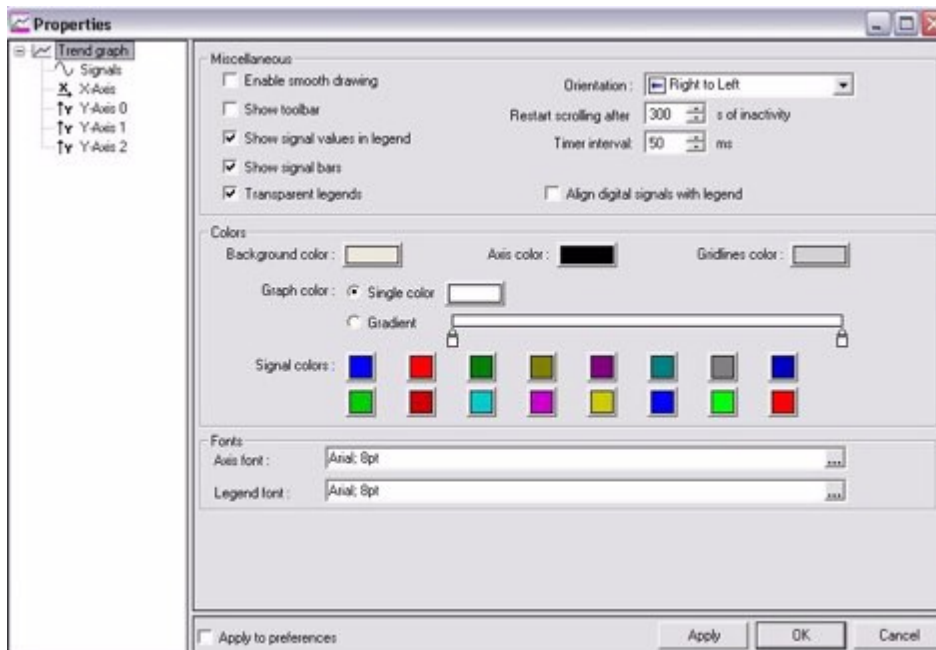 Properties
Trend graph
Signals
X-Axis
Y-Axis 0
Y-Axis 1
Y-Axis 2
Miscellaneous
Enable smooth drawing
Orientation : Right to Left
Show toolbar
Restart scrolling after 300 s of inactivity
Show signal values in legend
Timer interval: 50 ms
Show signal bars
Transparent legends
Align digital signals with legend
Colors
Background color : Axis color : Gridlines color :
Graph color : Single color
Gradient
Signal colors :
Fonts
Axis font : Arial; 8pt ...
Legend font : Arial; 8pt ...
Apply to preferences Apply OK Cancel